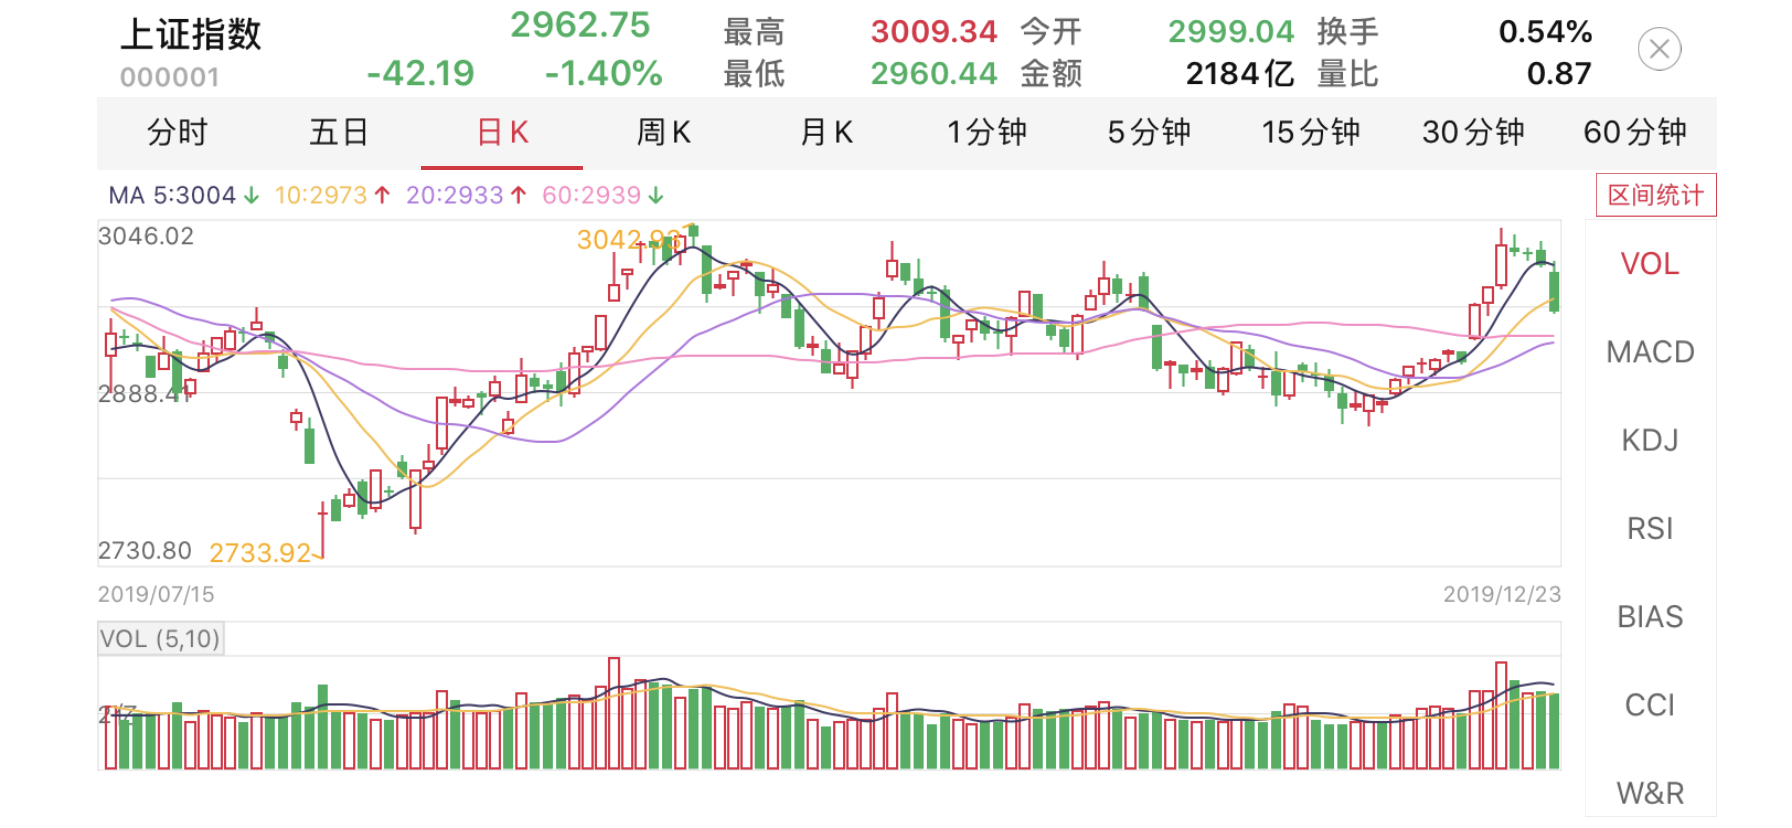 上证指数 2962.75 最高 3009.34 今开 2999.04 换手 0.54%
000001 -42.19 -1.40% 最低 2960.44 金额 2184亿 量比 0.87
分时 五日 日K 周K 月K 1分钟 5分钟 15分钟 30分钟 60分钟
MA 5:3004↓ 10:2973↑ 20:2933↑ 60:2939↓ 区间统计
3046.02
3042.93
VOL
MACD
2888.41
KDJ
RSI
2730.80 2733.92
2019/07/15 2019/12/23
BIAS
VOL (5,10)
CCI
W&R